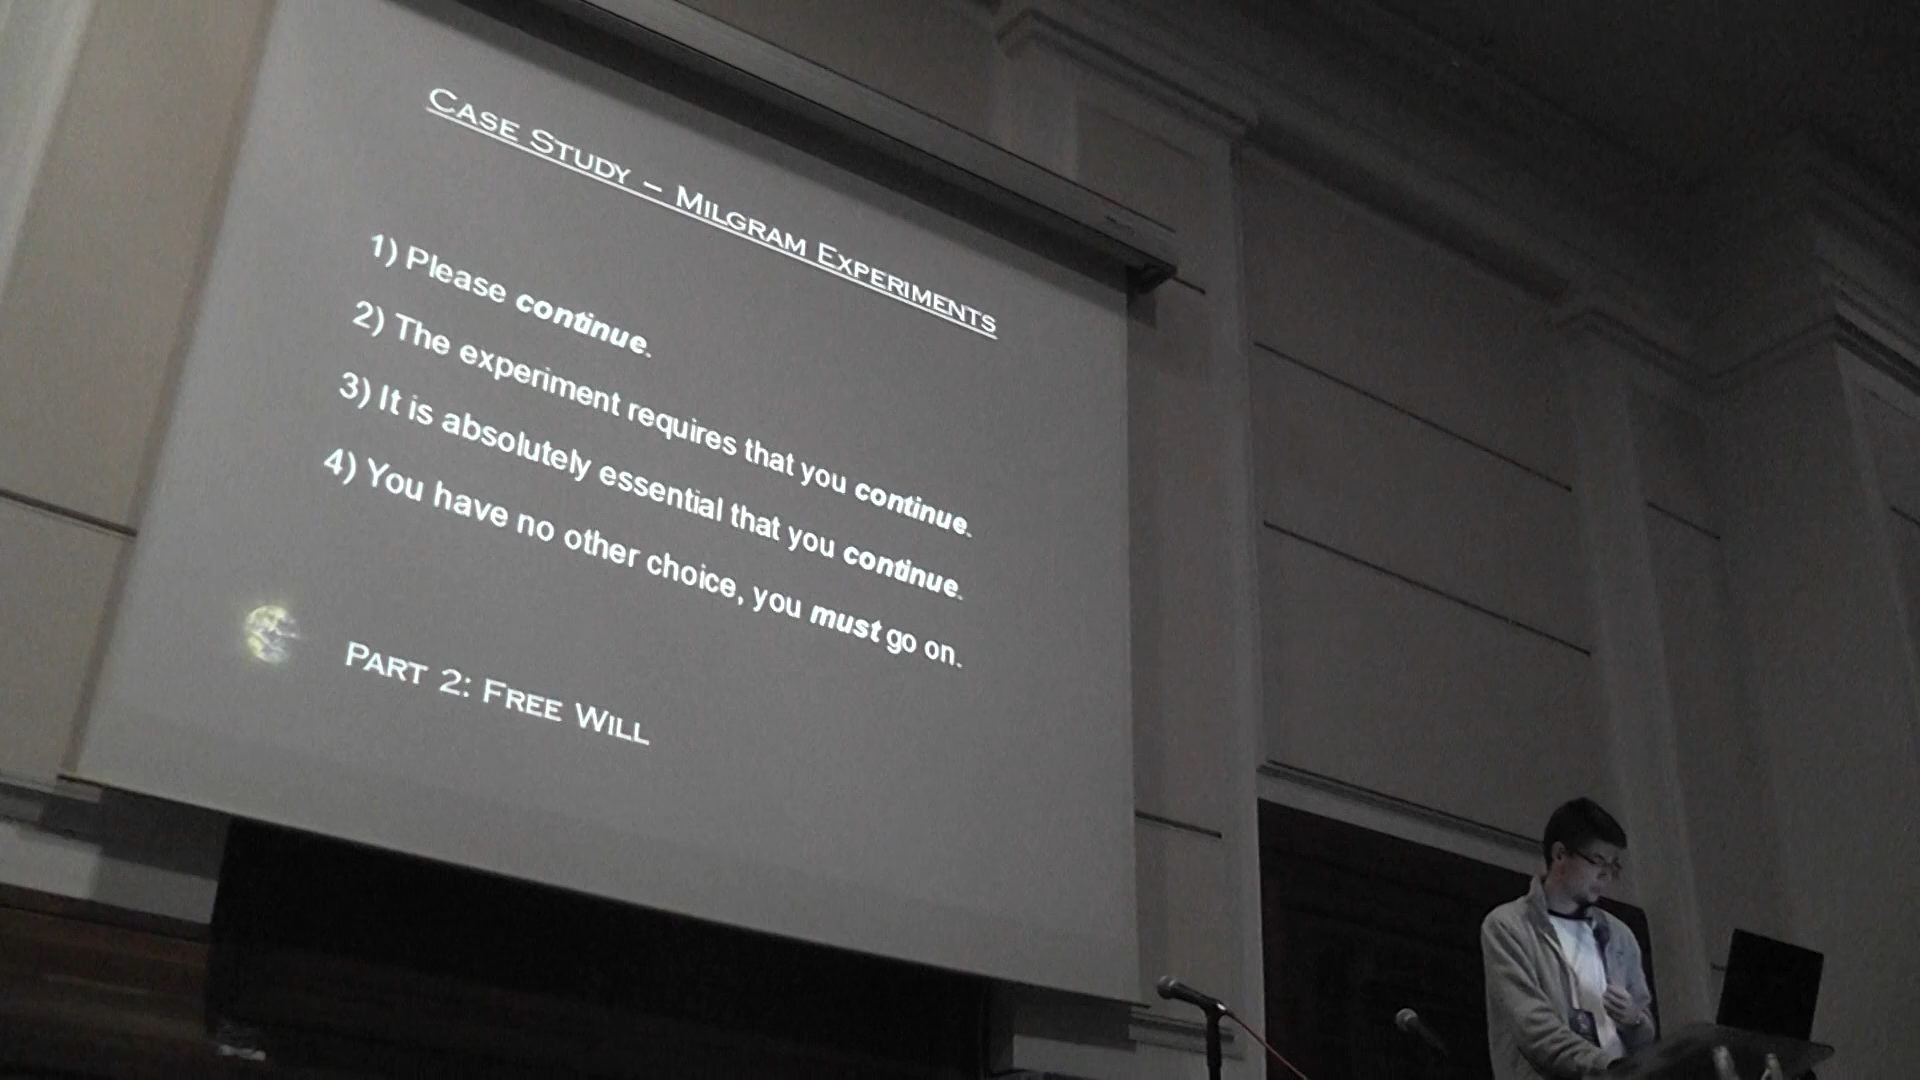 CASE STUDY – MILGRAM EXPERIMENTS
1) Please continue.
2) The experiment requires that you continue.
3) It is absolutely essential that you continue.
4) You have no other choice, you must go on.
PART 2: FREE WILL